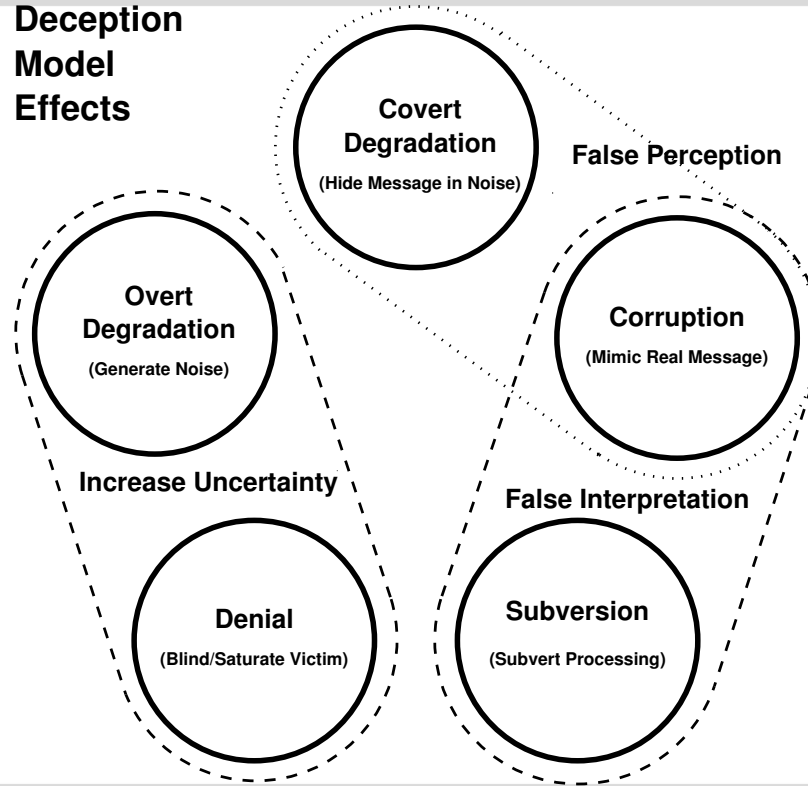 Deception
Model
Effects
Covert
Degradation
(Hide Message in Noise)
False Perception
Overt
Degradation
(Generate Noise)
Corruption
(Mimic Real Message)
Increase Uncertainty
False Interpretation
Denial
(Blind/Saturate Victim)
Subversion
(Subvert Processing)